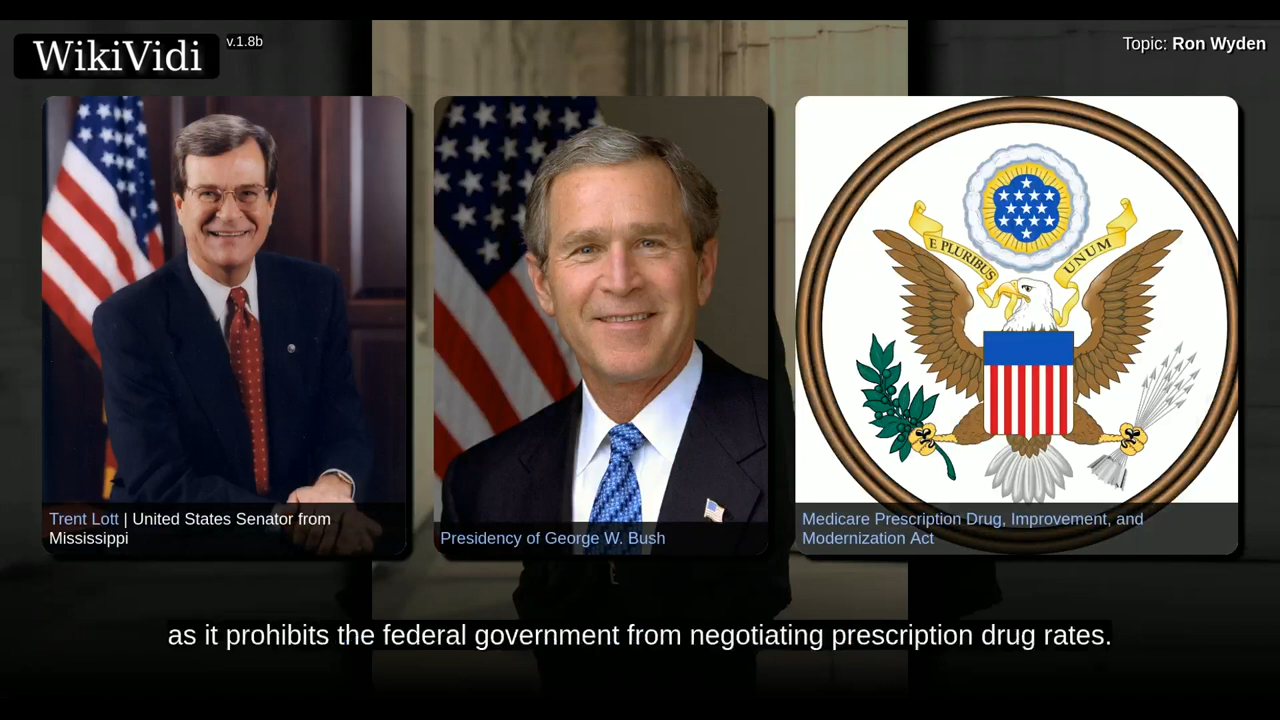 WikiVidi
v.1.8b
Topic: Ron Wyden
E PLURIBUS
UNUM
Trent Lott | United States Senator from
Mississippi
Presidency of George W. Bush
Medicare Prescription Drug, Improvement, and
Modernization Act
as it prohibits the federal government from negotiating prescription drug rates.